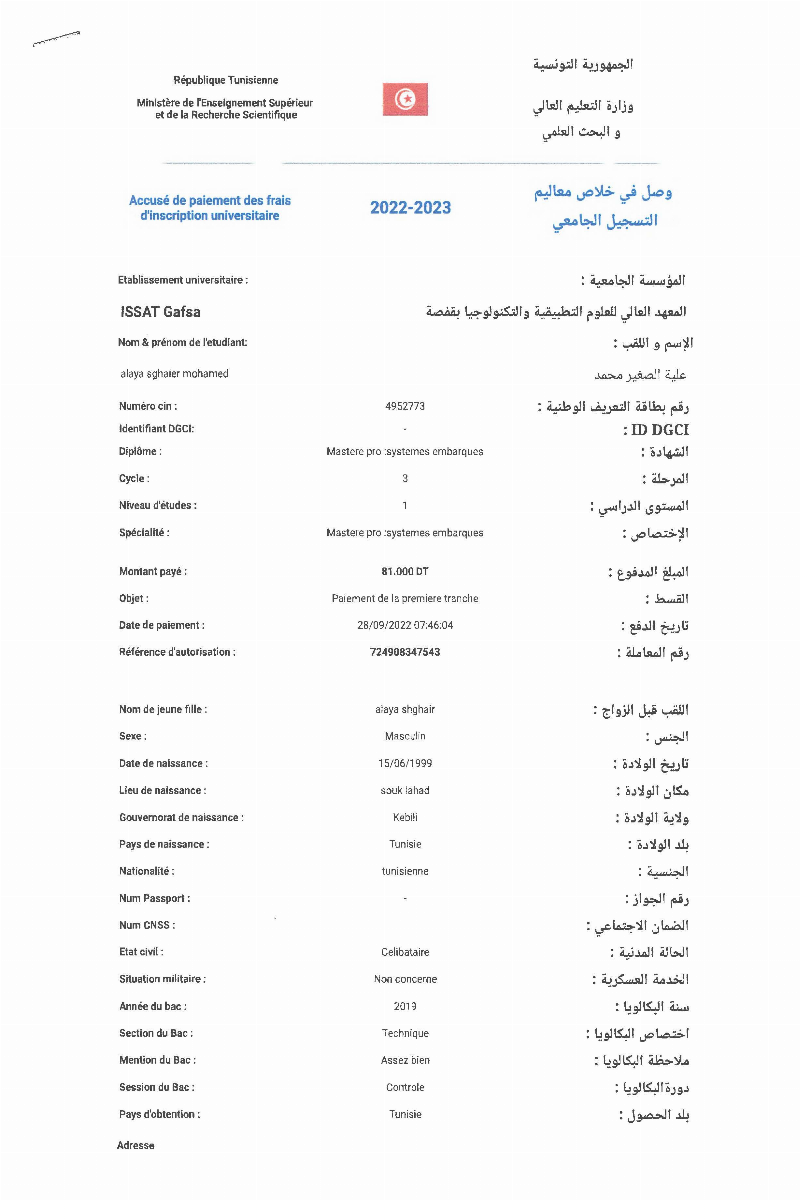 République Tunisienne
Ministère de l'Enseignement Supérieur
et de la Recherche Scientifique
الجمهورية التونسية
وزارة التعليم العالي
و البحث العلمي
Accusé de paiement des frais
d'inscription universitaire
2022-2023
وصل في خلاص معاليم
التسجيل الجامعي
Etablissement universitaire : المؤسسة الجامعية :
ISSAT Gafsa المعهد العالي للعلوم التطبيقية والتكنولوجيا بقفصة
Nom & prénom de l'etudiant: الإسم و اللقب :
alaya sghaier mohamed علية الصغير محمد
Numéro cin : 4952773 رقم بطاقة التعريف الوطنية :
Identifiant DGCI: - ID DGCI :
Diplôme : Mastere pro :systemes embarques الشهادة :
Cycle : 3 المرحلة :
Niveau d'études : 1 المستوى الدراسي :
Spécialité : Mastere pro :systemes embarques الإختصاص :
Montant payé : 81.000 DT المبلغ المدفوع :
Objet : Paiement de la premiere tranche القسط :
Date de paiement : 28/09/2022 07:46:04 تاريخ الدفع :
Référence d'autorisation : 724908347543 رقم المعاملة :
Nom de jeune fille : alaya shghair اللقب قبل الزواج :
Sexe : Masculin الجنس :
Date de naissance : 15/06/1999 تاريخ الولادة :
Lieu de naissance : souk lahad مكان الولادة :
Gouvernorat de naissance : Kebili ولاية الولادة :
Pays de naissance : Tunisie بلد الولادة :
Nationalité : tunisienne الجنسية :
Num Passport : - رقم الجواز :
Num CNSS : الضمان الاجتماعي :
Etat civil : Celibataire الحالة المدنية :
Situation militaire : Non concerne الخدمة العسكرية :
Année du bac : 2019 سنة البكالويا :
Section du Bac : Technique اختصاص البكالويا :
Mention du Bac : Assez bien ملاحظة البكالويا :
Session du Bac : Controle دورةالبكالويا :
Pays d'obtention : Tunisie بلد الحصول :
Adresse